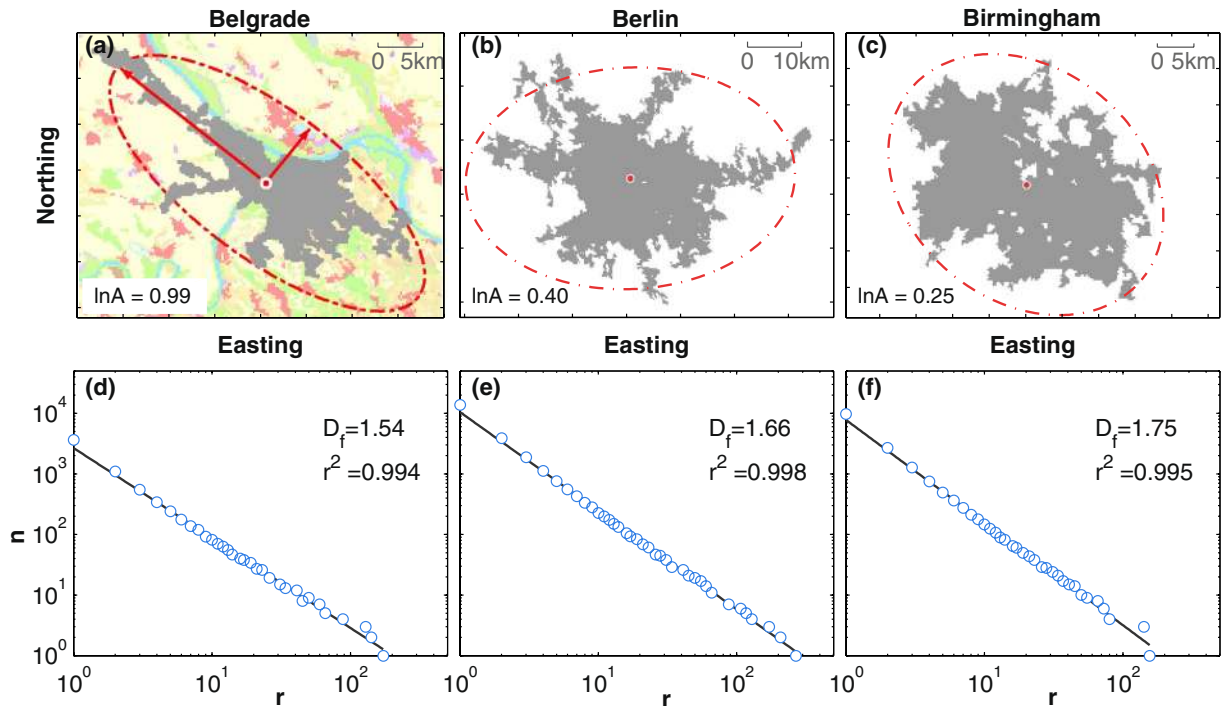 Belgrade Berlin Birmingham
(a) 0 5km (b) 0 10km (c) 0 5km
Northing
lnA = 0.99 lnA = 0.40 lnA = 0.25
Easting Easting Easting
(d) (e) (f)
10^4
D_f=1.54 D_f=1.66 D_f=1.75
10^3
r^2 =0.994 r^2 =0.998 r^2 =0.995
n
10^2
10^1
10^0
10^0 10^1 10^2 10^0 10^1 10^2 10^0 10^1 10^2
r r r